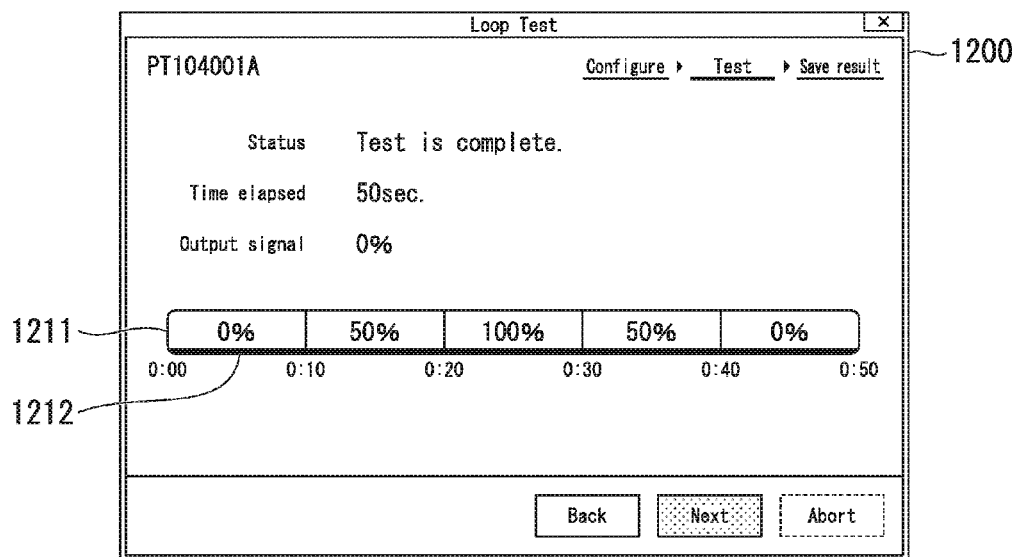 Loop Test ×
1200
PT104001A Configure ▸ Test ▸ Save result
Status Test is complete.
Time elapsed 50sec.
Output signal 0%
1211
0% 50% 100% 50% 0%
0:00 0:10 0:20 0:30 0:40 0:50
1212
Back Next Abort